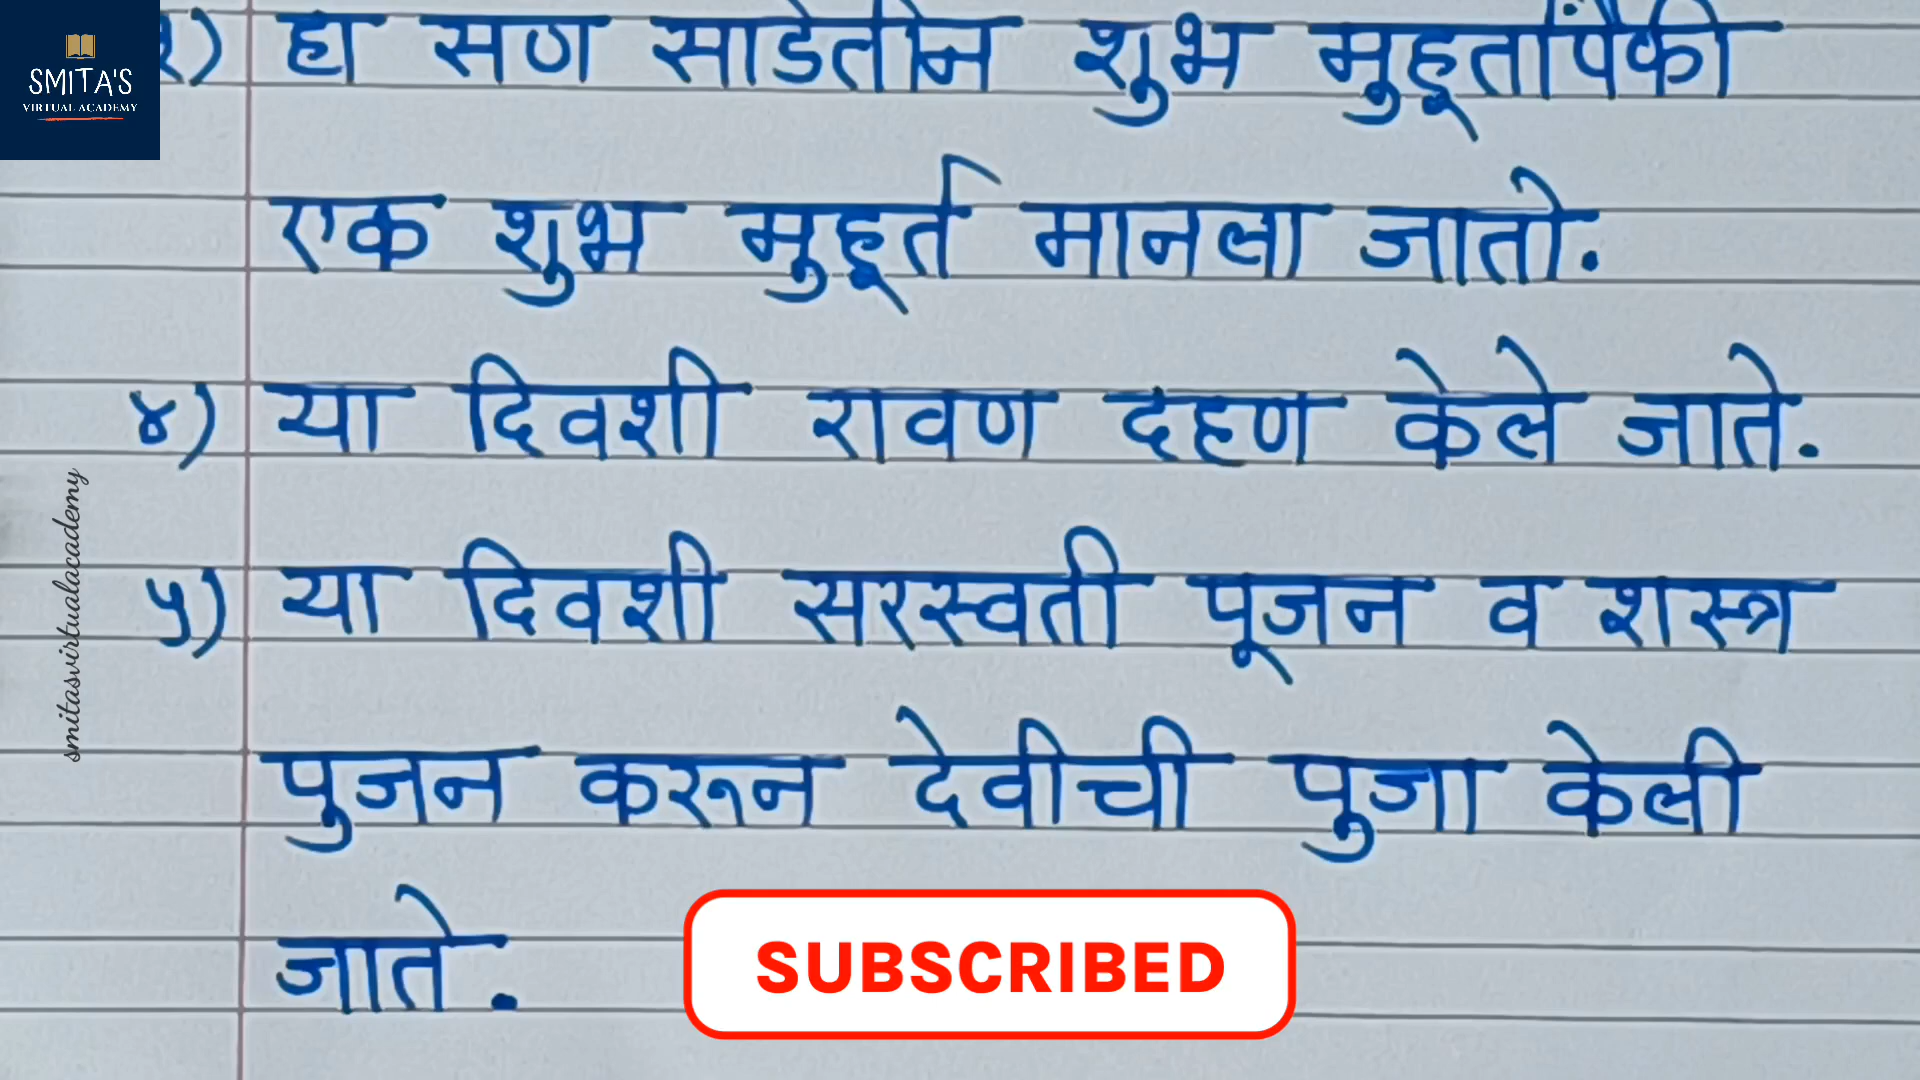 SMITA'S
VIRTUAL ACADEMY
३) हा सण साडेतीन शुभ मुहूर्तांपैकी
एक शुभ मुहूर्त मानला जातो.
४) या दिवशी रावण दहण केले जाते.
५) या दिवशी सरस्वती पूजन व शस्त्र
पुजन करून देवीची पुजा केली
जाते.
smitasvirtualacademy
SUBSCRIBED